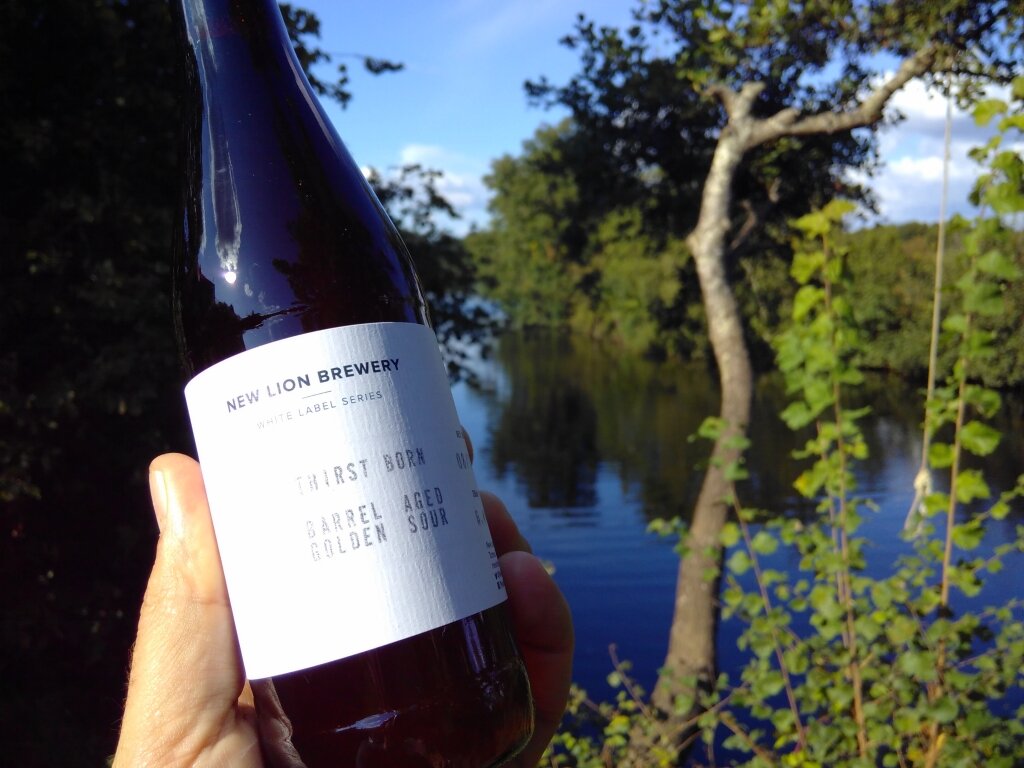 NEW LION BREWERY
WHITE LABEL SERIES
THIRST BORN
BARREL AGED
GOLDEN SOUR